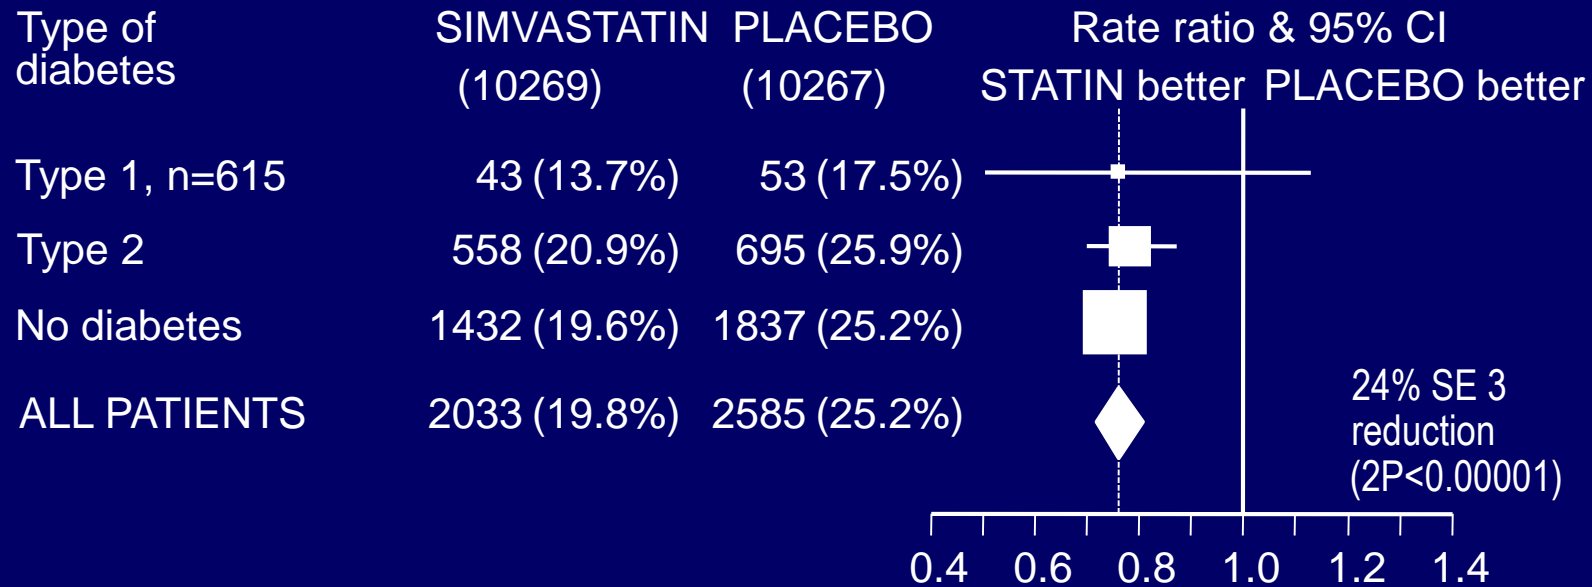 Type of diabetes SIMVASTATIN (10269) PLACEBO (10267) Rate ratio & 95% CI
STATIN better PLACEBO better
Type 1, n=615 43 (13.7%) 53 (17.5%)
Type 2 558 (20.9%) 695 (25.9%)
No diabetes 1432 (19.6%) 1837 (25.2%)
ALL PATIENTS 2033 (19.8%) 2585 (25.2%)
24% SE 3
reduction
(2P<0.00001)
0.4 0.6 0.8 1.0 1.2 1.4